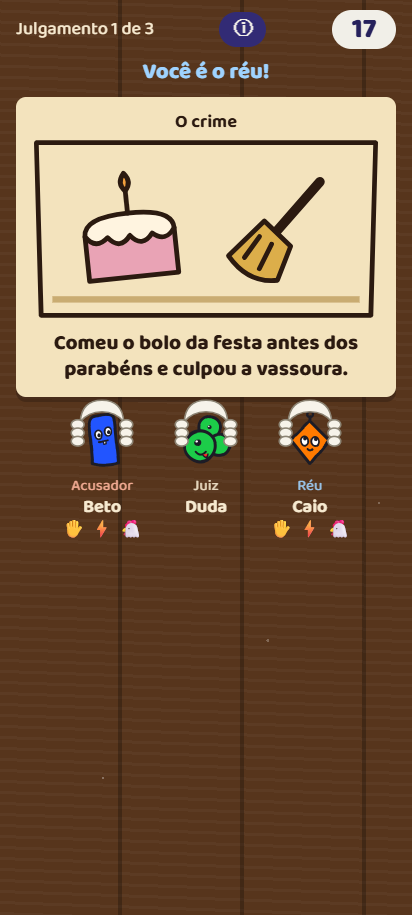 Julgamento 1 de 3
17
Você é o réu!
O crime
Comeu o bolo da festa antes dos
parabéns e culpou a vassoura.
Acusador
Juiz
Réu
Beto
Duda
Caio